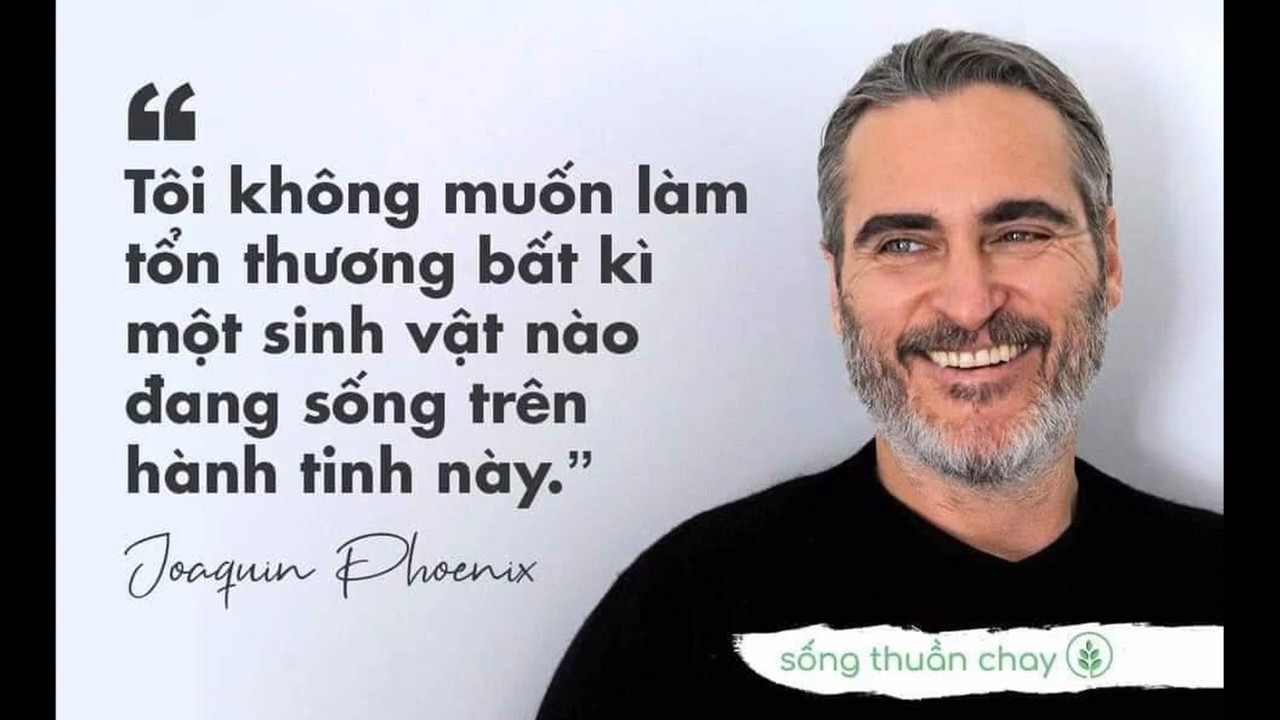 “
Tôi không muốn làm
tổn thương bất kì
một sinh vật nào
đang sống trên
hành tinh này.”
Joaquin Phoenix
sống thuần chay